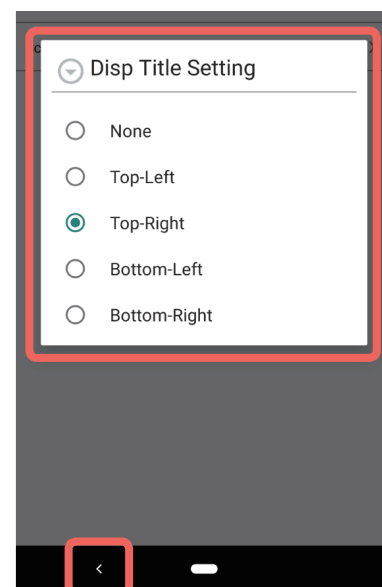 Disp Title Setting
None
Top-Left
Top-Right
Bottom-Left
Bottom-Right